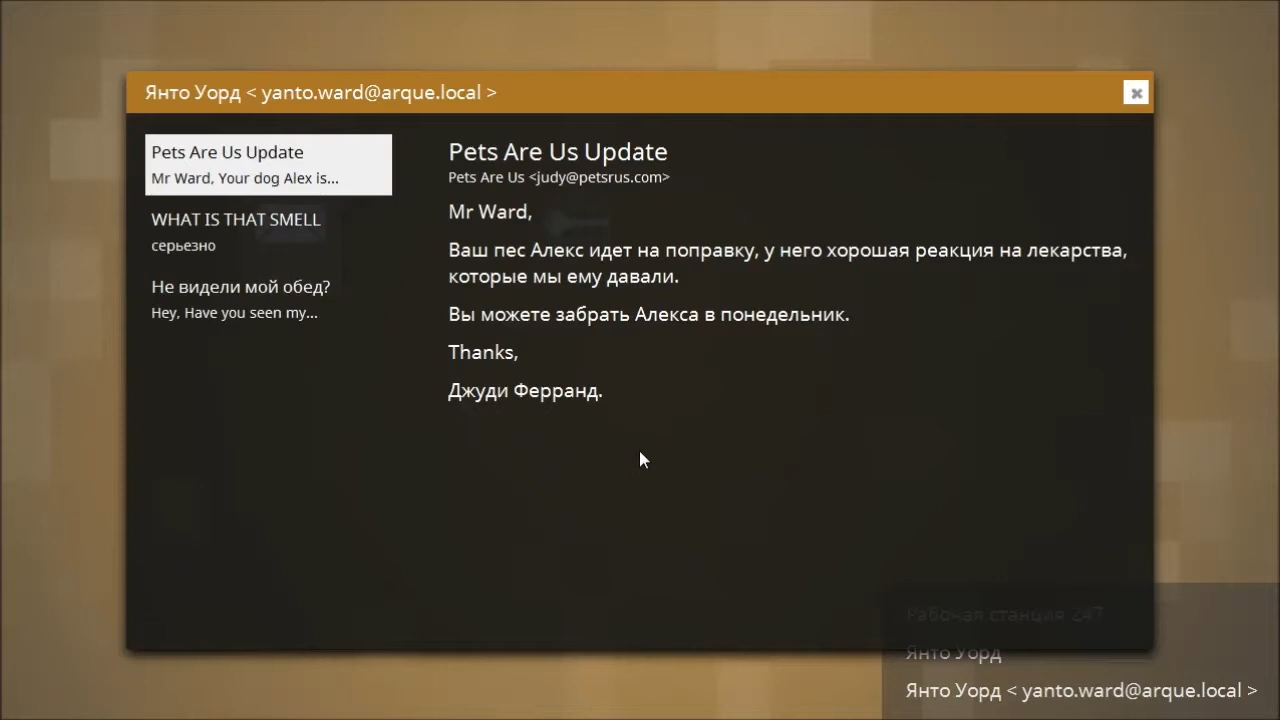 Янто Уорд < yanto.ward@arque.local >
Pets Are Us Update
Mr Ward, Your dog Alex is...
WHAT IS THAT SMELL
серьезно
Не видели мой обед?
Hey, Have you seen my...
Pets Are Us Update
Pets Are Us <judy@petsrus.com>
Mr Ward,
Ваш пес Алекс идет на поправку, у него хорошая реакция на лекарства,
которые мы ему давали.
Вы можете забрать Алекса в понедельник.
Thanks,
Джуди Ферранд.
Рабочая станция 247
Янто Уорд
Янто Уорд < yanto.ward@arque.local >